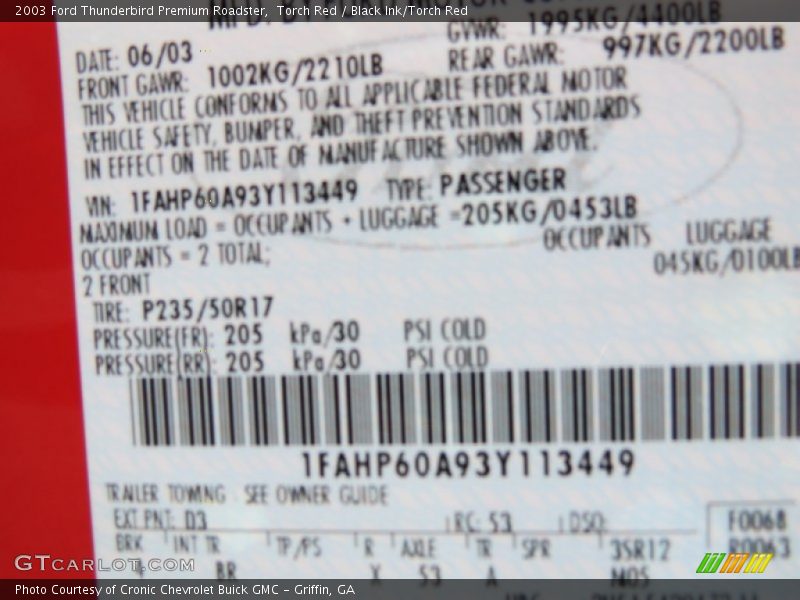 2003 Ford Thunderbird Premium Roadster, Torch Red / Black Ink/Torch Red
GVWR: 1995KG/4400LB
DATE: 06/03 REAR GAWR: 997KG/2200LB
FRONT GAWR: 1002KG/2210LB
THIS VEHICLE CONFORMS TO ALL APPLICABLE FEDERAL MOTOR
VEHICLE SAFETY, BUMPER, AND THEFT PREVENTION STANDARDS
IN EFFECT ON THE DATE OF MANUFACTURE SHOWN ABOVE.
VIN: 1FAHP60A93Y113449 TYPE: PASSENGER
MAXIMUM LOAD = OCCUPANTS + LUGGAGE =205KG/0453LB
OCCUPANTS = 2 TOTAL; OCCUPANTS LUGGAGE
2 FRONT 045KG/0100LB
TIRE: P235/50R17
PRESSURE(FR): 205 kPa/30 PSI COLD
PRESSURE(RR): 205 kPa/30 PSI COLD
1FAHP60A93Y113449
TRAILER TOWING - SEE OWNER GUIDE
EXT PNT: D3 RC: 53 DSO: F0068
BRK INT TR TP/PS R AXLE TR SPR 3SR12 R0063
BR X 53 A M05
GTCARLOT.COM
Photo Courtesy of Cronic Chevrolet Buick GMC – Griffin, GA